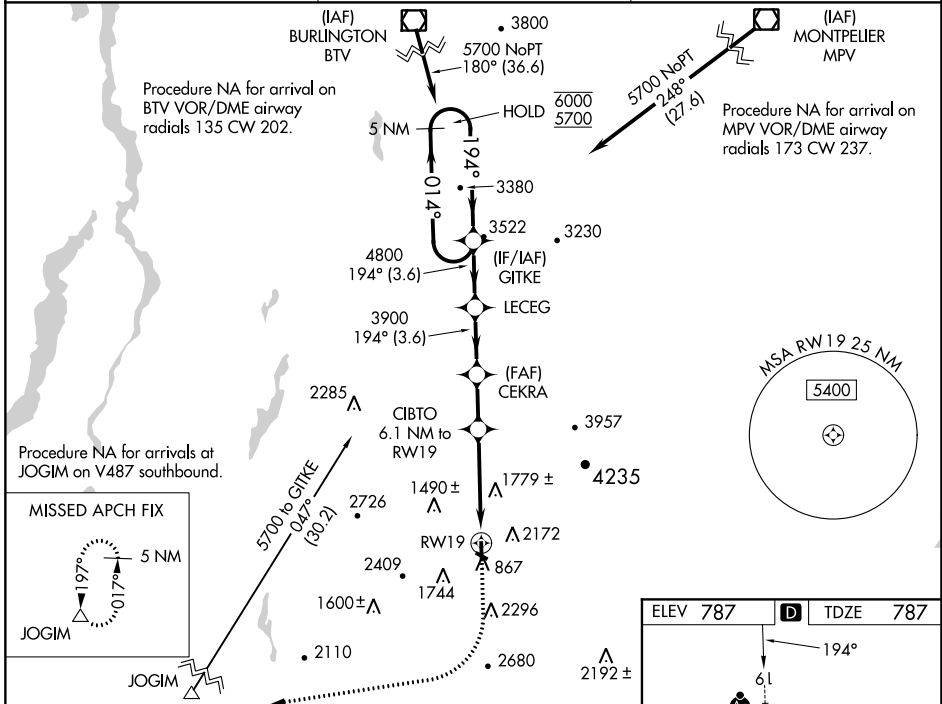 (IAF)
BURLINGTON
BTV
3800
5700 NoPT
180° (36.6)
(IAF)
MONTPELIER
MPV
5700 NoPT
248°
(27.6)
Procedure NA for arrival on
BTV VOR/DME airway
radials 135 CW 202.
HOLD
6000
5700
Procedure NA for arrival on
MPV VOR/DME airway
radials 173 CW 237.
5 NM
194°
014°
3380
3522
3230
(IF/IAF)
GITKE
4800
194° (3.6)
LECEG
3900
194° (3.6)
(FAF)
CEKRA
MSA RW19 25 NM
5400
2285
CIBTO
6.1 NM to
RW19
3957
4235
Procedure NA for arrivals at
JOGIM on V487 southbound.
5700 to GITKE
047°
(30.2)
1490 ±
1779 ±
2726
MISSED APCH FIX
5 NM
197°
017°
JOGIM
RW19
2172
867
2409
1744
1600 ±
2296
2110
2680
2192 ±
JOGIM
ELEV 787
D
TDZE 787
194°
19